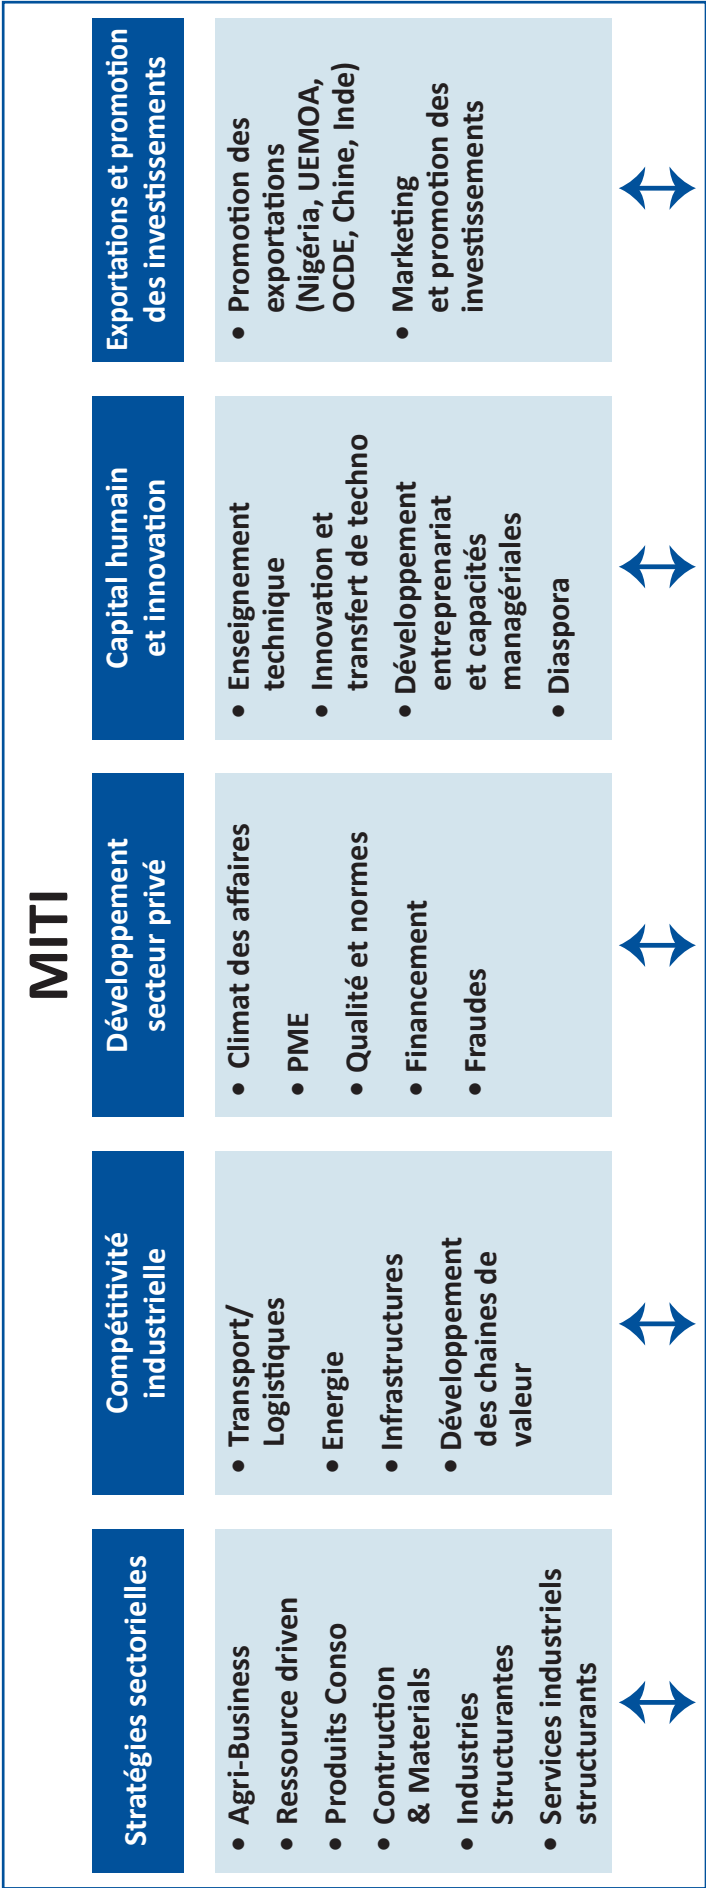 MITI
Stratégies sectorielles
• Agri-Business
• Ressource driven
• Produits Conso
• Contruction
& Materials
• Industries
Structurantes
• Services industriels
structurants
Compétitivité
industrielle
• Transport/
Logistiques
• Energie
• Infrastructures
• Développement
des chaines de
valeur
Développement
secteur privé
• Climat des affaires
• PME
• Qualité et normes
• Financement
• Fraudes
Capital humain
et innovation
• Enseignement
technique
• Innovation et
transfert de techno
• Développement
entreprenariat
et capacités
managériales
• Diaspora
Exportations et promotion
des investissements
• Promotion des
exportations
(Nigéria, UEMOA,
OCDE, Chine, Inde)
• Marketing
et promotion des
investissements